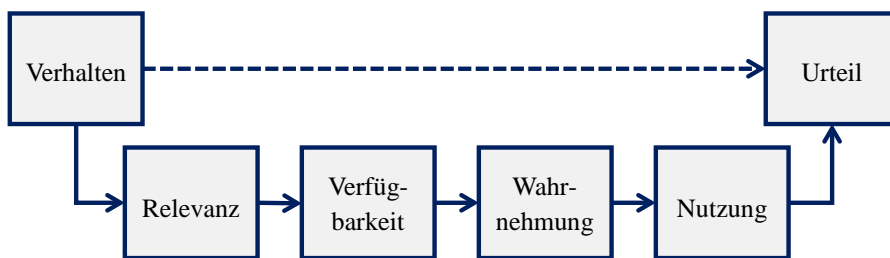 Verhalten
Urteil
Relevanz
Verfüg-
barkeit
Wahr-
nehmung
Nutzung